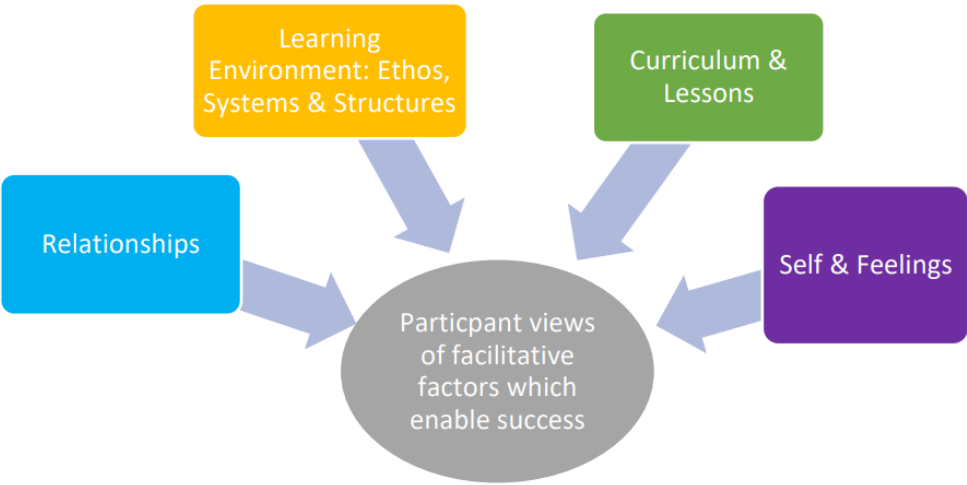 Learning
Environment: Ethos,
Systems & Structures
Curriculum &
Lessons
Relationships
Self & Feelings
Particpant views
of facilitative
factors which
enable success